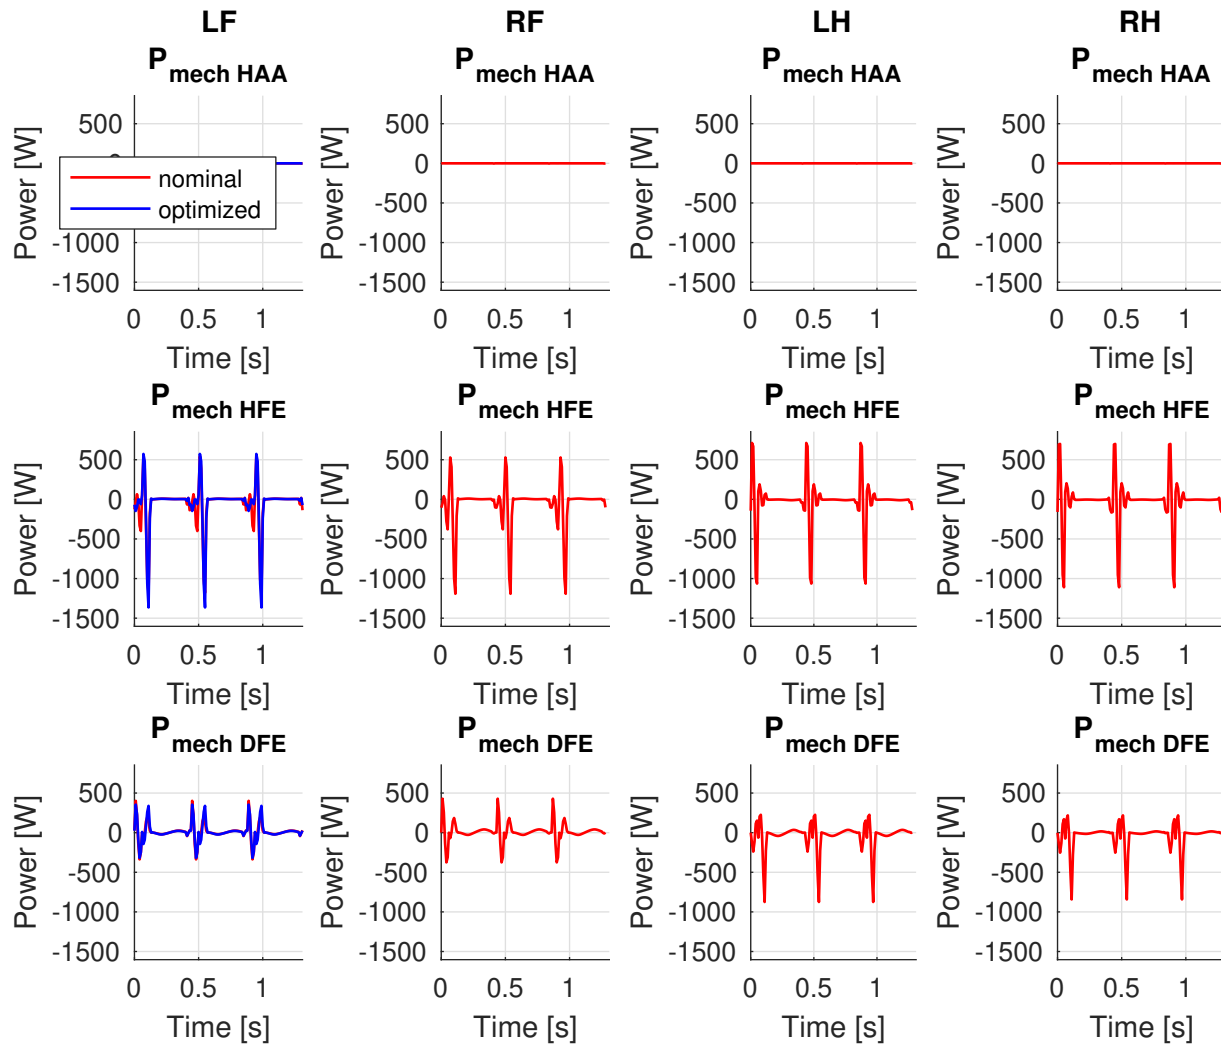 LF RF LH RH
P mech HAA P mech HAA P mech HAA P mech HAA
Power [W] Power [W] Power [W] Power [W]
500 500 500 500
0 0 0
nominal
optimized
-500 -500 -500
-1000 -1000 -1000 -1000
-1500 -1500 -1500 -1500
0 0.5 1 0 0.5 1 0 0.5 1 0 0.5 1
Time [s] Time [s] Time [s] Time [s]
P mech HFE P mech HFE P mech HFE P mech HFE
Power [W] Power [W] Power [W] Power [W]
500 500 500 500
0 0 0 0
-500 -500 -500 -500
-1000 -1000 -1000 -1000
-1500 -1500 -1500 -1500
0 0.5 1 0 0.5 1 0 0.5 1 0 0.5 1
Time [s] Time [s] Time [s] Time [s]
P mech DFE P mech DFE P mech DFE P mech DFE
Power [W] Power [W] Power [W] Power [W]
500 500 500 500
0 0 0 0
-500 -500 -500 -500
-1000 -1000 -1000 -1000
-1500 -1500 -1500 -1500
0 0.5 1 0 0.5 1 0 0.5 1 0 0.5 1
Time [s] Time [s] Time [s] Time [s]